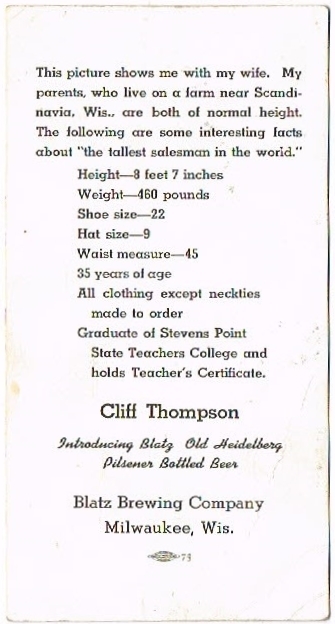 This picture shows me with my wife. My
parents, who live on a farm near Scandi-
navia, Wis., are both of normal height.
The following are some interesting facts
about "the tallest salesman in the world."
Height—8 feet 7 inches
Weight—460 pounds
Shoe size—22
Hat size—9
Waist measure—45
35 years of age
All clothing except neckties
made to order
Graduate of Stevens Point
State Teachers College and
holds Teacher's Certificate.
Cliff Thompson
Introducing Blatz Old Heidelberg
Pilsener Bottled Beer
Blatz Brewing Company
Milwaukee, Wis.